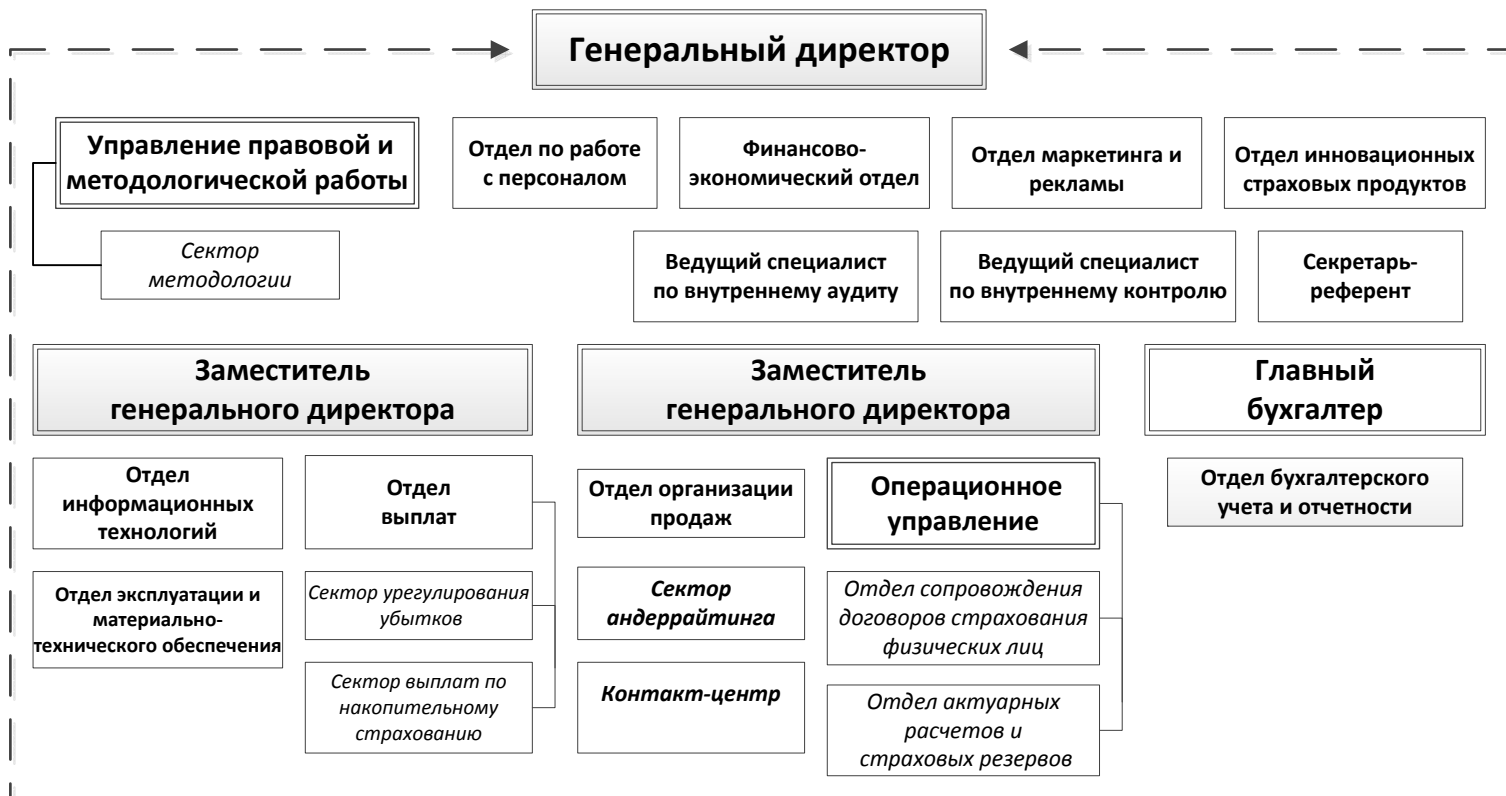 Генеральный директор
Управление правовой и
методологической работы
Отдел по работе
с персоналом
Финансово-
экономический отдел
Отдел маркетинга и
рекламы
Отдел инновационных
страховых продуктов
Сектор
методологии
Ведущий специалист
по внутреннему аудиту
Ведущий специалист
по внутреннему контролю
Секретарь-
референт
Заместитель
генерального директора
Заместитель
генерального директора
Главный
бухгалтер
Отдел
информационных
технологий
Отдел
выплат
Отдел организации
продаж
Операционное
управление
Отдел бухгалтерского
учета и отчетности
Отдел эксплуатации и
материально-
технического обеспечения
Сектор урегулирования
убытков
Сектор
андеррайтинга
Отдел сопровождения
договоров страхования
физических лиц
Сектор выплат по
накопительному
страхованию
Контакт-центр
Отдел актуарных
расчетов и
страховых резервов